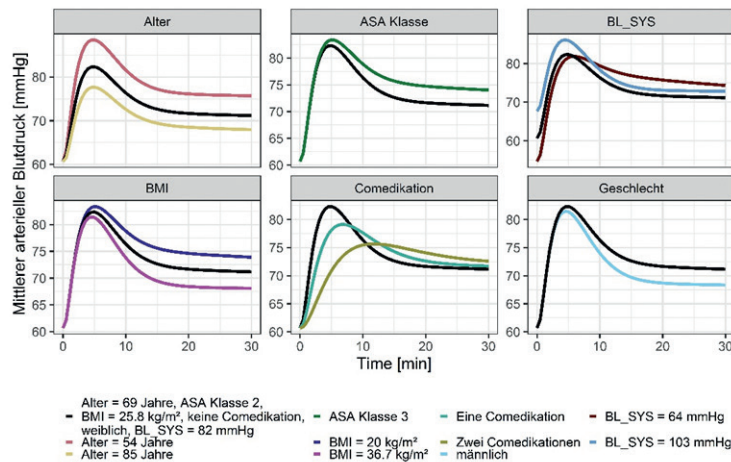 Alter
ASA Klasse
BL_SYS
80
70
60
80
75
70
65
60
80
70
60
Mittlerer arterieller Blutdruck [mmHg]
BMI
Comedikation
Geschlecht
80
75
70
65
60
80
75
70
65
60
80
75
70
65
60
0 10 20 30
0 10 20 30
0 10 20 30
Time [min]
Alter = 69 Jahre, ASA Klasse 2,
BMI = 25.8 kg/m², keine Comedikation,
weiblich, BL_SYS = 82 mmHg
Alter = 54 Jahre
Alter = 85 Jahre
ASA Klasse 3
BMI = 20 kg/m²
BMI = 36.7 kg/m²
Eine Comedikation
Zwei Comedikationen
männlich
BL_SYS = 64 mmHg
BL_SYS = 103 mmHg